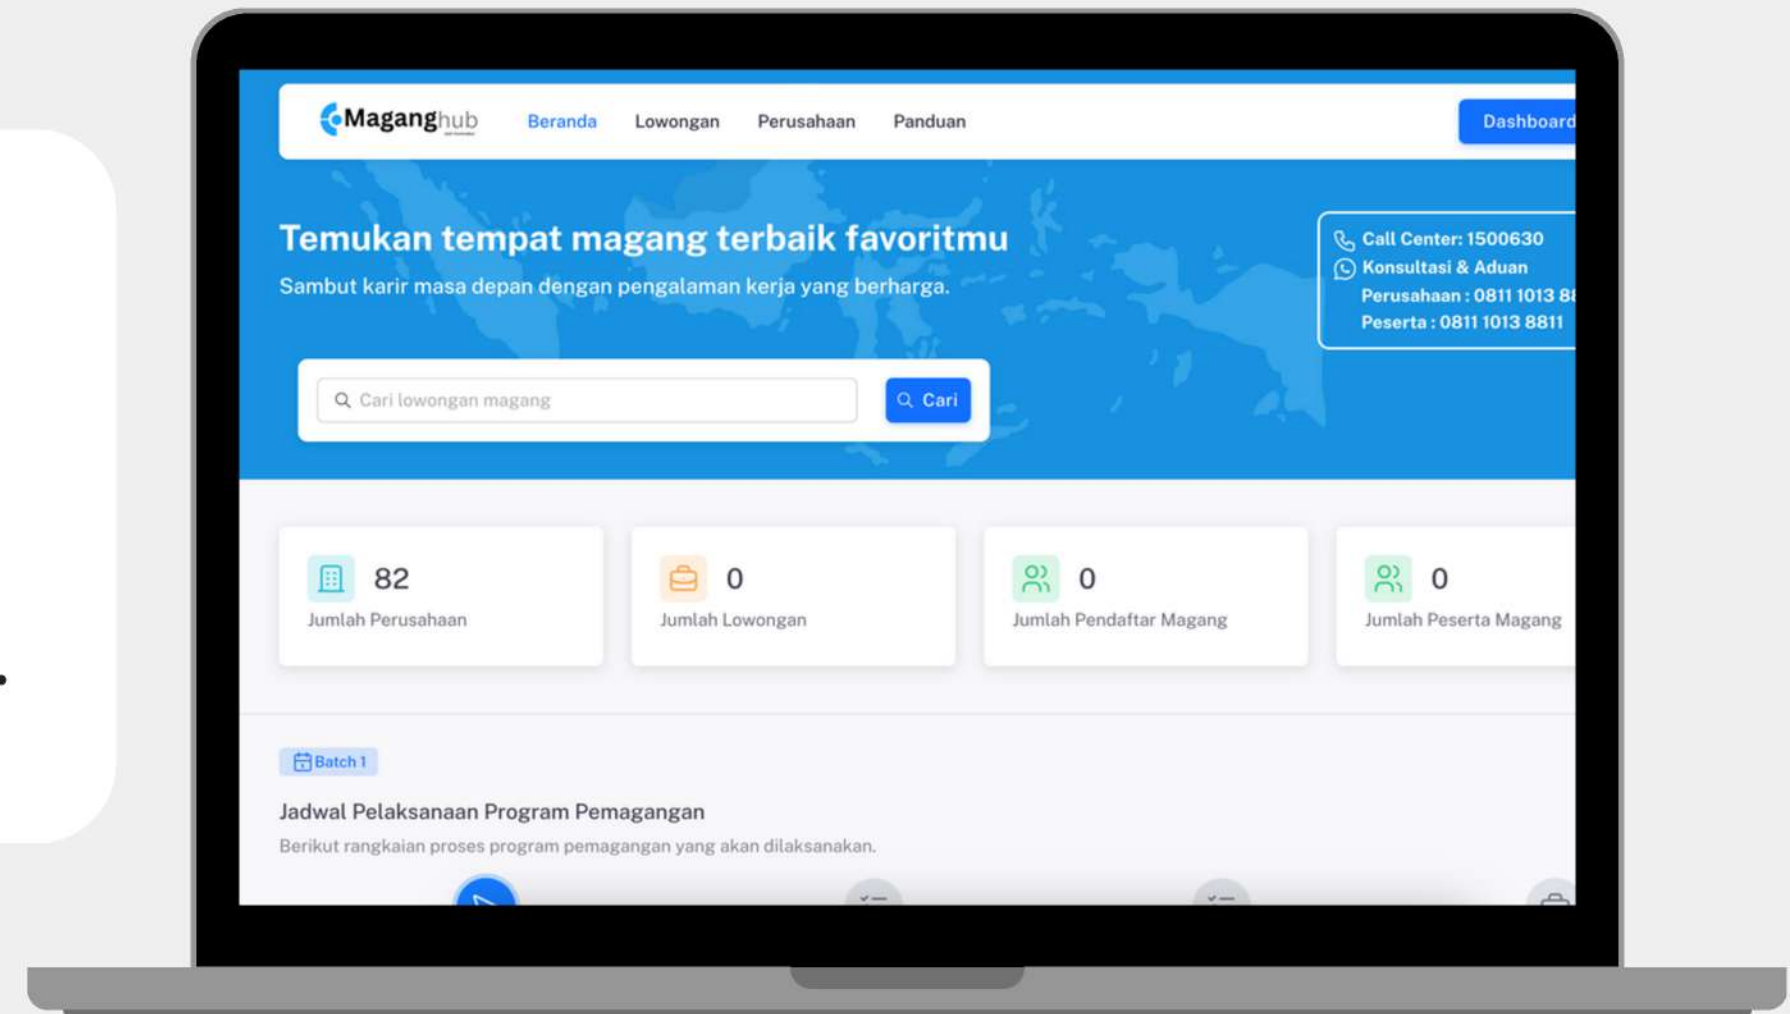 Maganghub
Beranda
Lowongan
Perusahaan
Panduan
Dashboard
Temukan tempat magang terbaik favoritmu
Sambut karir masa depan dengan pengalaman kerja yang berharga.
Call Center: 1500630
Konsultasi & Aduan
Perusahaan : 0811 1013 8
Peserta : 0811 1013 8811
Cari lowongan magang
Cari
82
Jumlah Perusahaan
0
Jumlah Lowongan
0
Jumlah Pendaftar Magang
0
Jumlah Peserta Magang
Batch 1
Jadwal Pelaksanaan Program Pemagangan
Berikut rangkaian proses program pemagangan yang akan dilaksanakan.